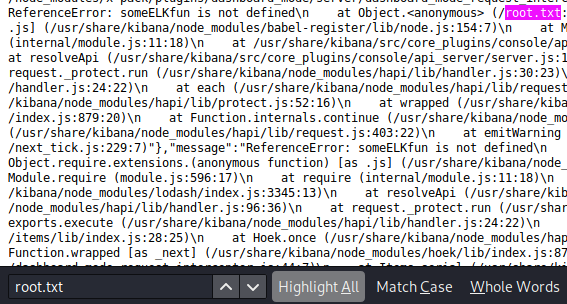 /node_modules/x-pack/plugins/dashboard_mode/server/dashboard_mode_request_interce
ReferenceError: someELKfun is not defined\n    at Object.<anonymous> (/root.txt:
.js] (/usr/share/kibana/node_modules/babel-register/lib/node.js:154:7)\n    at M
(internal/module.js:11:18)\n    at /usr/share/kibana/src/core_plugins/console/ap
at resolveApi (/usr/share/kibana/src/core_plugins/console/api_server/server.js:1
request._protect.run (/usr/share/kibana/node_modules/hapi/lib/handler.js:30:23)\
/handler.js:24:22)\n    at each (/usr/share/kibana/node_modules/hapi/lib/request
/kibana/node_modules/hapi/lib/protect.js:52:16)\n    at wrapped (/usr/share/kiba
/index.js:879:20)\n    at Function.internals.continue (/usr/share/kibana/node_mo
(/usr/share/kibana/node_modules/hapi/lib/request.js:403:22)\n    at emitWarning
/next_tick.js:229:7)"},"message":"ReferenceError: someELKfun is not defined\n
Object.require.extensions.(anonymous function) [as .js] (/usr/share/kibana/node_
Module.require (module.js:596:17)\n    at require (internal/module.js:11:18)\n
/kibana/node_modules/lodash/index.js:3345:13)\n    at resolveApi (/usr/share/kib
/node_modules/hapi/lib/handler.js:96:36)\n    at request._protect.run (/usr/shar
exports.execute (/usr/share/kibana/node_modules/hapi/lib/handler.js:24:22)\n
/items/lib/index.js:28:25)\n    at Hoek.once (/usr/share/kibana/node_modules/hap
Function.wrapped [as _next] (/usr/share/kibana/node_modules/hoek/lib/index.js:87
root.txt Highlight All Match Case Whole Words